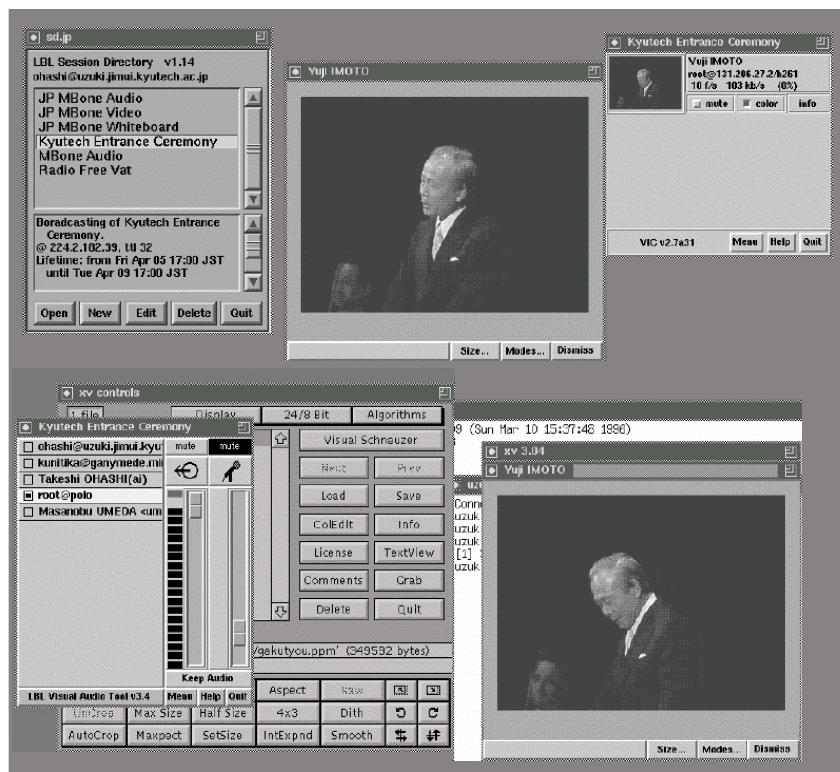 sd.jp
LBL Session Directory v1.14
ohashi@uzuki.jimui.kyutech.ac.jp
JP MBone Audio
JP MBone Video
JP MBone Whiteboard
Kyutech Entrance Ceremony
MBone Audio
Radio Free Vat
Boradcasting of Kyutech Entrance
Ceremony.
@ 224.2.182.39, ttl 32
Lifetime: from Fri Apr 05 17:00 JST
until Tue Apr 09 17:00 JST
Open New Edit Delete Quit
Yuji IMOTO
Size... Modes... Dismiss
Kyutech Entrance Ceremony
Yuji IMOTO
root@131.206.27.2/h261
10 f/s 103 kb/s (0%)
mute color info
VIC v2.7a31 Menu Help Quit
xv controls
1 file Display 24/8 Bit Algorithms
Visual Schnauzer
Next Prev
Load Save
ColEdit Info
License TextView
Comments Grab
Delete Quit
/gakutyou.ppm' (349592 bytes)
Aspect Raw
UnCrop Max Size Half Size 4x3 Dith
AutoCrop Maxpect SetSize IntExpnd Smooth
Kyutech Entrance Ceremony
ohashi@uzuki.jimui.kyu
mute mute
kunitika@ganymede.mi
Takeshi OHASHI(ai)
root@polo
Masanobu UMEDA <um
Keep Audio
LBL Visual Audio Tool v3.4 Menu Help Quit
9 (Sun Mar 10 15:37:48 1996)
uzuk
uzuk
[1]
uzuk
xv 3.04
Yuji IMOTO
Size... Modes... Dismiss